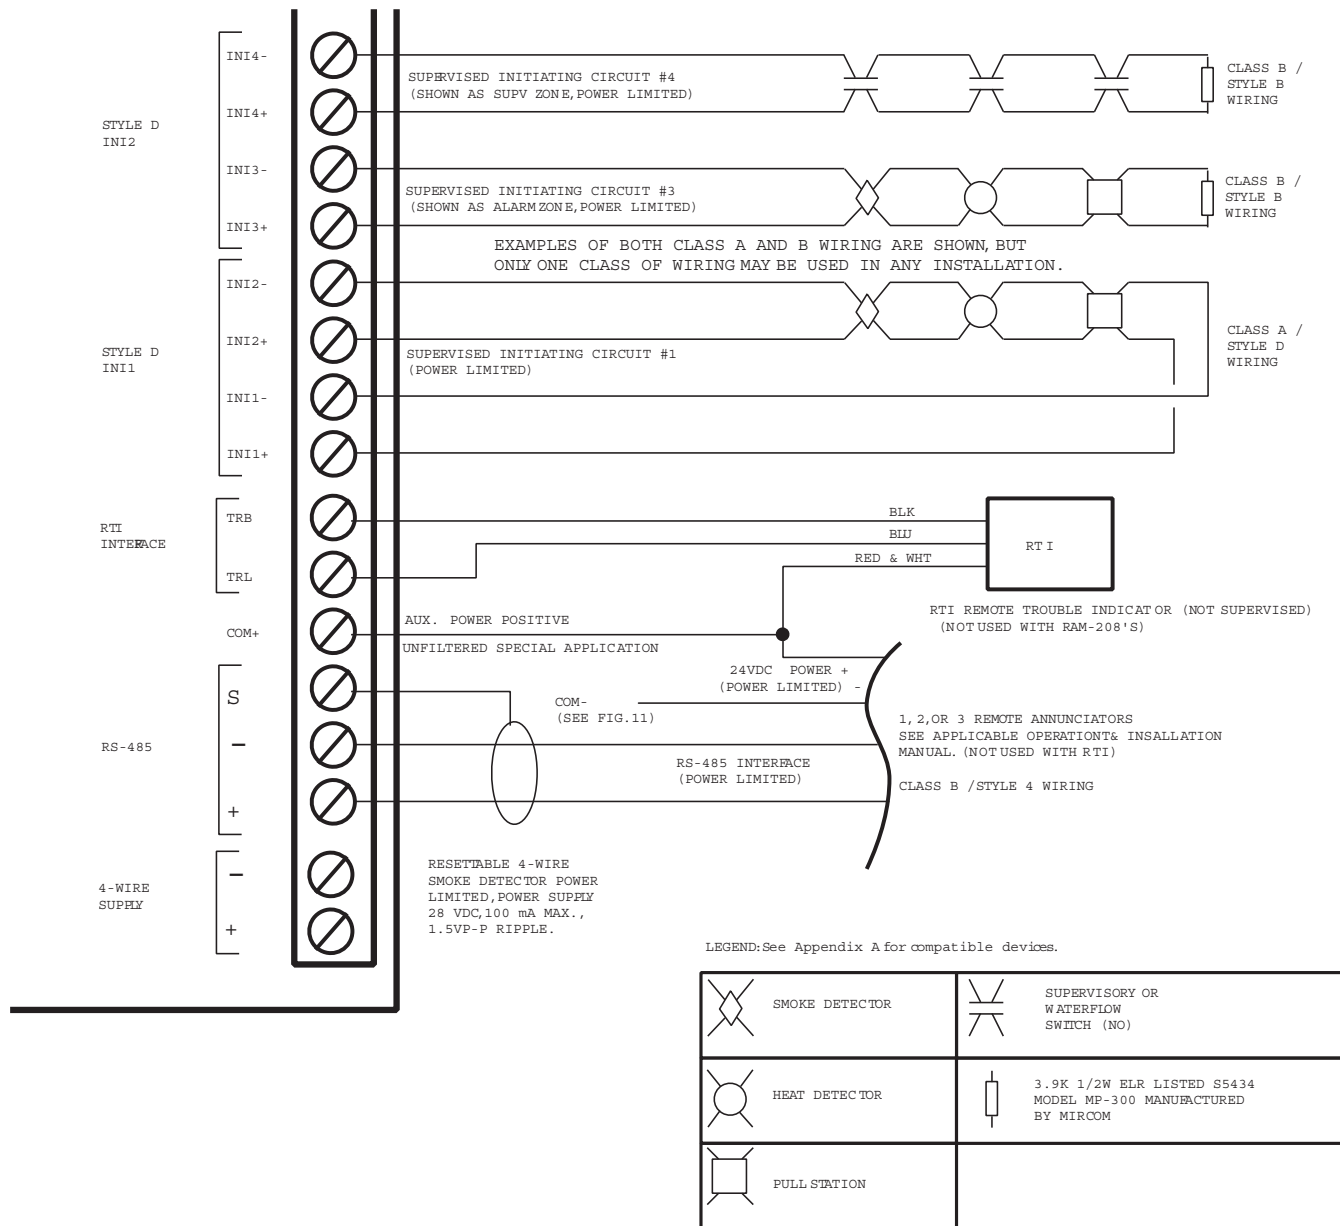 INI4-
SUPERVISED INITIATING CIRCUIT #4
(SHOWN AS SUPV ZONE, POWER LIMITED)
CLASS B /
STYLE B
WIRING
STYLE D
INI2
INI4+
INI3-
SUPERVISED INITIATING CIRCUIT #3
(SHOWN AS ALARM ZONE, POWER LIMITED)
CLASS B /
STYLE B
WIRING
INI3+
EXAMPLES OF BOTH CLASS A AND B WIRING ARE SHOWN, BUT
ONLY ONE CLASS OF WIRING MAY BE USED IN ANY INSTALLATION.
INI2-
INI2+
STYLE D
INI1
SUPERVISED INITIATING CIRCUIT #1
(POWER LIMITED)
CLASS A /
STYLE D
WIRING
INI1-
INI1+
RTI
INTERFACE
TRB
BLK
BLU
RED & WHT
RTI
TRL
RTI REMOTE TROUBLE INDICATOR (NOT SUPERVISED)
(NOT USED WITH RAM-208'S)
COM+
AUX. POWER POSITIVE
UNFILTERED SPECIAL APPLICATION
24VDC POWER +
(POWER LIMITED) -
S
COM-
(SEE FIG.11)
1, 2, OR 3 REMOTE ANNUNCIATORS
SEE APPLICABLE OPERATIONT& INSALLATION
MANUAL. (NOT USED WITH RTI)
RS-485
-
RS-485 INTERFACE
(POWER LIMITED)
CLASS B /STYLE 4 WIRING
+
4-WIRE
SUPPLY
-
+
RESETTABLE 4-WIRE
SMOKE DETECTOR POWER
LIMITED, POWER SUPPLY
28 VDC, 100 mA MAX.,
1.5VP-P RIPPLE.
LEGEND: See Appendix A for compatible devices.
SMOKE DETECTOR
SUPERVISORY OR
WATERFLOW
SWITCH (NO)
HEAT DETECTOR
3.9K 1/2W ELR LISTED S5434
MODEL MP-300 MANUFACTURED
BY MIRCOM
PULL STATION